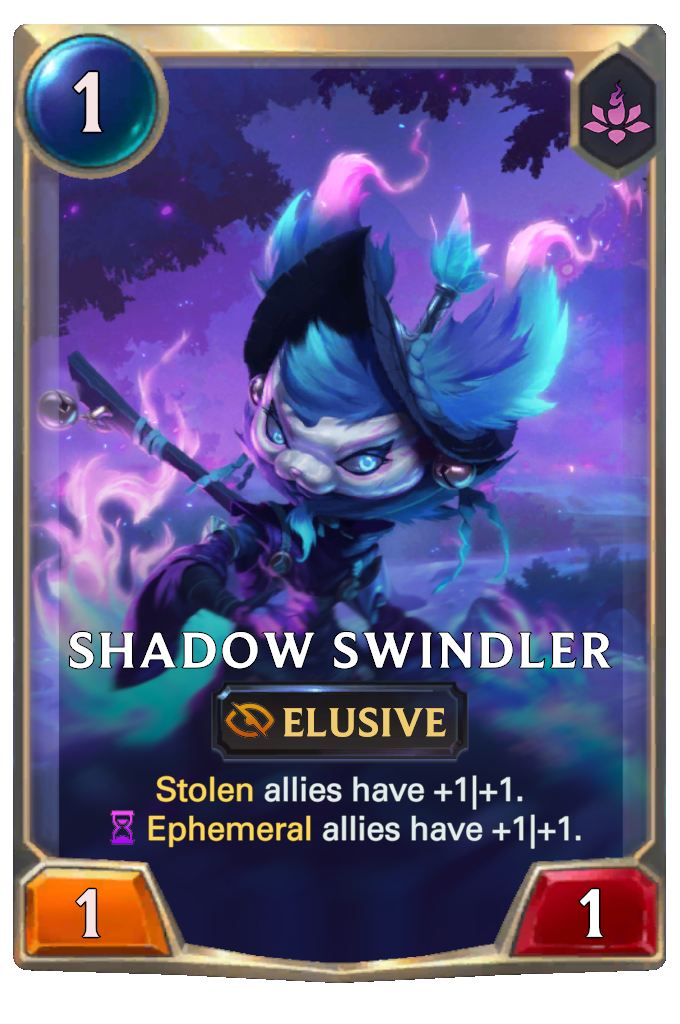 1
SHADOW SWINDLER
ELUSIVE
Stolen allies have +1|+1.
Ephemeral allies have +1|+1.
1
1